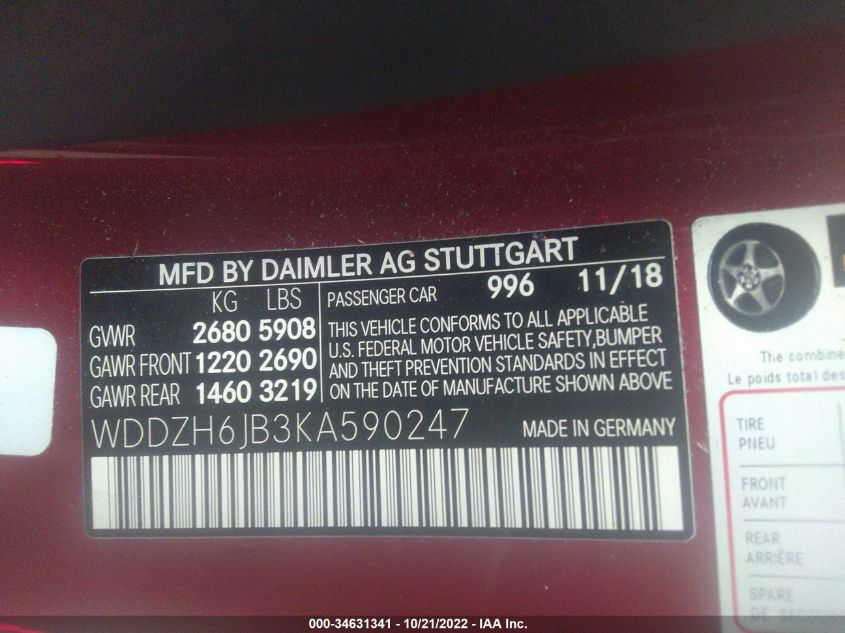 MFD BY DAIMLER AG STUTTGART
KG LBS
PASSENGER CAR 996 11/18
GVWR 2680 5908
GAWR FRONT 1220 2690
GAWR REAR 1460 3219
THIS VEHICLE CONFORMS TO ALL APPLICABLE
U.S. FEDERAL MOTOR VEHICLE SAFETY,BUMPER
AND THEFT PREVENTION STANDARDS IN EFFECT
ON THE DATE OF MANUFACTURE SHOWN ABOVE
WDDZH6JB3KA590247 MADE IN GERMANY
The combine
Le poids total des
TIRE
PNEU
FRONT
AVANT
REAR
ARRIÈRE
SPARE
DE SECOU
000-34631341 / 10/21/2022 - IAA Inc.